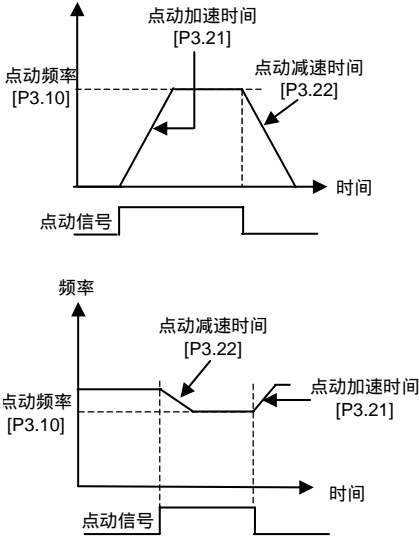 点动加速时间
[P3.21]
点动频率
[P3.10]
点动减速时间
[P3.22]
时间
点动信号
频率
点动减速时间
[P3.22]
点动频率
[P3.10]
点动加速时间
[P3.21]
时间
点动信号